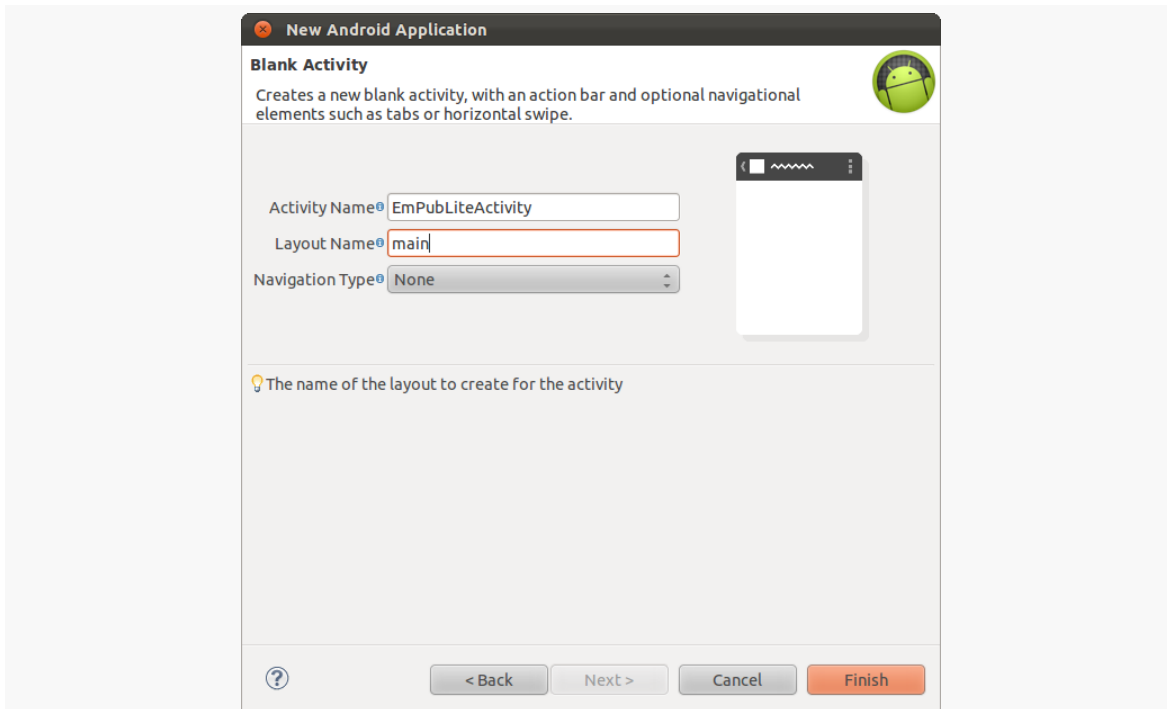 New Android Application
Blank Activity
Creates a new blank activity, with an action bar and optional navigational
elements such as tabs or horizontal swipe.
Activity Name EmPubLiteActivity
Layout Name main
Navigation Type None
The name of the layout to create for the activity
? < Back Next > Cancel Finish